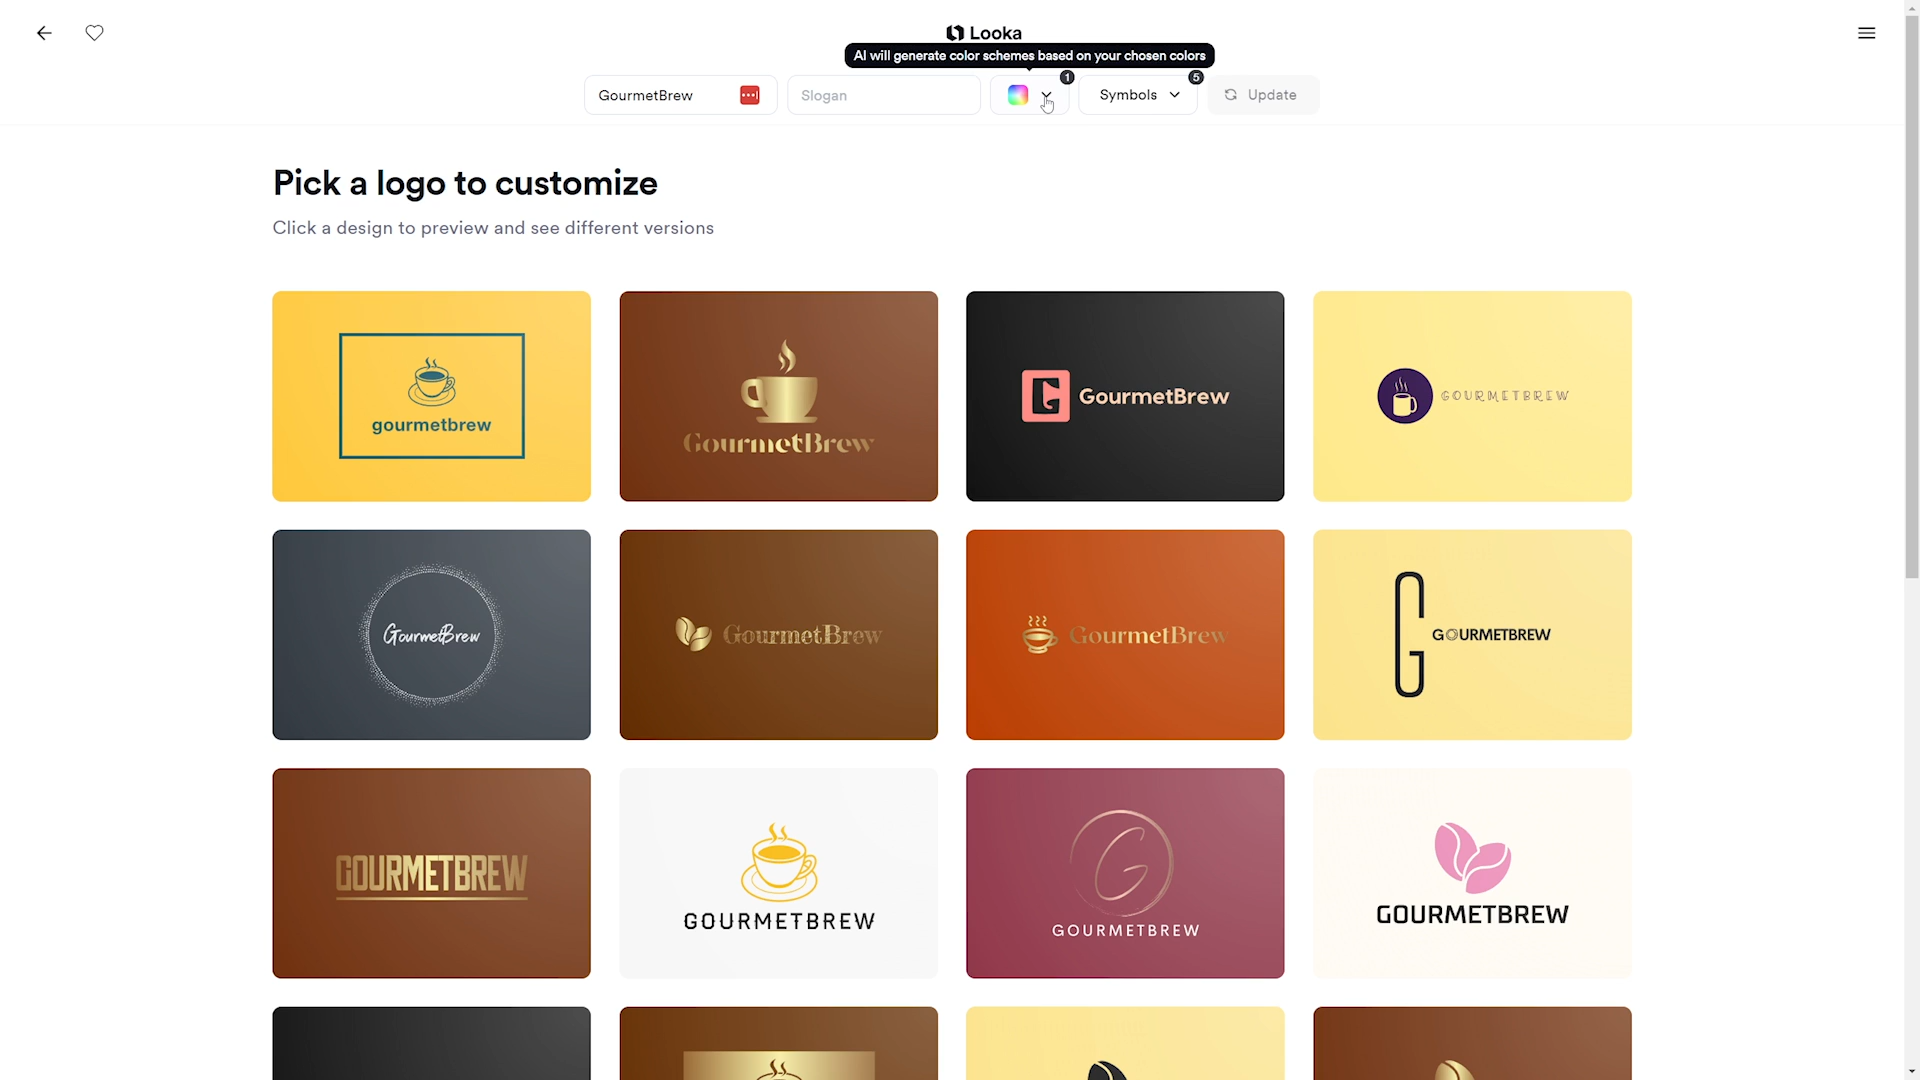 Looka
AI will generate color schemes based on your chosen colors
GourmetBrew
Slogan
1
Symbols
5
Update
Pick a logo to customize
Click a design to preview and see different versions
gourmetbrew
GourmetBrew
G GourmetBrew
GOURMETBREW
GourmetBrew
GourmetBrew
GourmetBrew
G GOURMETBREW
GOURMETBREW
GOURMETBREW
G
GOURMETBREW
GOURMETBREW